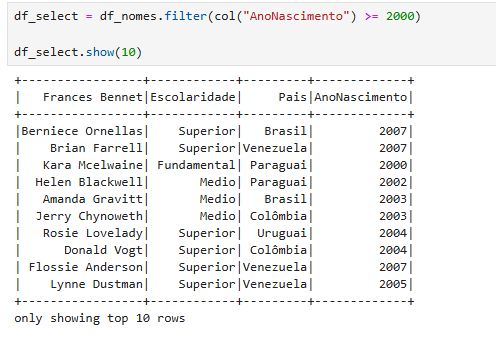 df_select = df_nomes.filter(col("AnoNascimento") >= 2000)
df_select.show(10)
+----------------+-----------+---------+-------------+
|   Frances Bennet|Escolaridade|     Pais|AnoNascimento|
+----------------+-----------+---------+-------------+
|Berniece Ornellas|    Superior|   Brasil|         2007|
|    Brian Farrell|    Superior|Venezuela|         2007|
|   Kara Mcelwaine| Fundamental| Paraguai|         2000|
|  Helen Blackwell|       Medio| Paraguai|         2002|
|   Amanda Gravitt|       Medio|   Brasil|         2003|
|   Jerry Chynoweth|       Medio| Colômbia|         2003|
|   Rosie Lovelady|    Superior|  Uruguai|         2004|
|      Donald Vogt|    Superior| Colômbia|         2004|
| Flossie Anderson|    Superior|Venezuela|         2007|
|    Lynne Dustman|    Superior|Venezuela|         2005|
+----------------+-----------+---------+-------------+
only showing top 10 rows